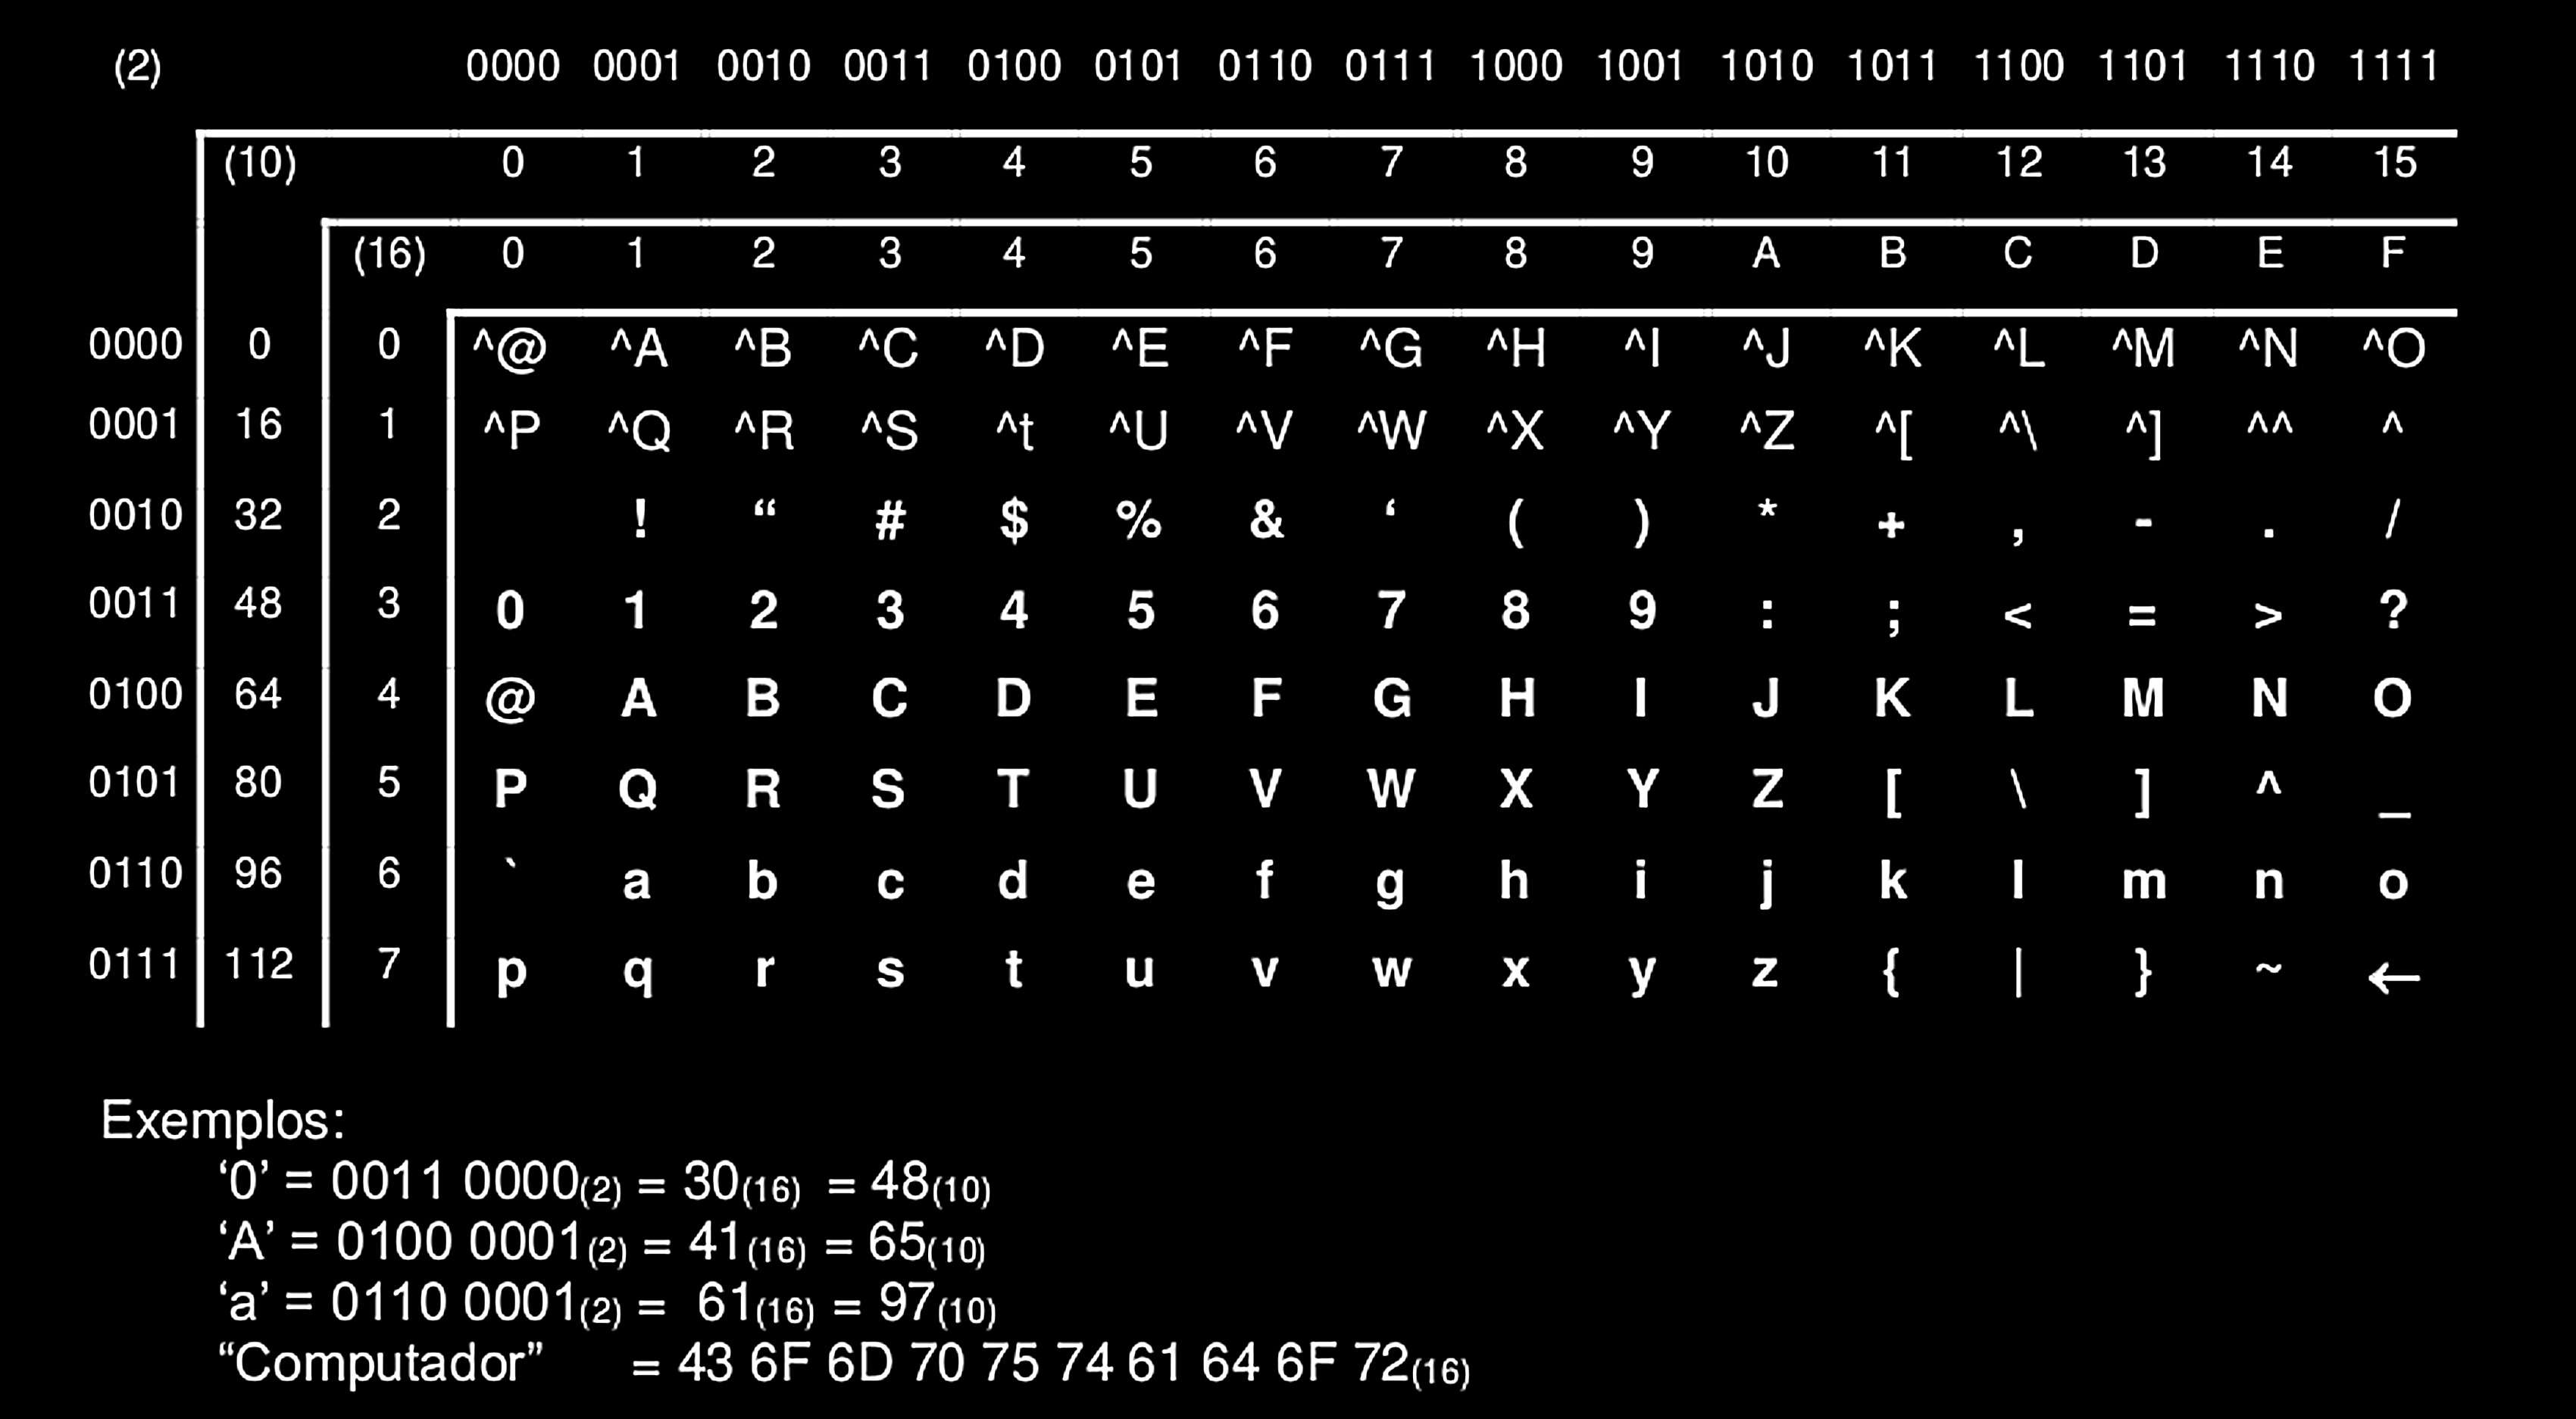 (2) 0000 0001 0010 0011 0100 0101 0110 0111 1000 1001 1010 1011 1100 1101 1110 1111
(10) 0 1 2 3 4 5 6 7 8 9 10 11 12 13 14 15
(16) 0 1 2 3 4 5 6 7 8 9 A B C D E F
0000 0 0 ^@ ^A ^B ^C ^D ^E ^F ^G ^H ^I ^J ^K ^L ^M ^N ^O
0001 16 1 ^P ^Q ^R ^S ^t ^U ^V ^W ^X ^Y ^Z ^[ ^\ ^] ^^ ^
0010 32 2 ! “ # $ % & ‘ ( ) * + , - . /
0011 48 3 0 1 2 3 4 5 6 7 8 9 : ; < = > ?
0100 64 4 @ A B C D E F G H I J K L M N O
0101 80 5 P Q R S T U V W X Y Z [ \ ] ^ _
0110 96 6 ` a b c d e f g h i j k l m n o
0111 112 7 p q r s t u v w x y z { | } ~ ←
Exemplos:
‘0’ = 0011 0000(2) = 30(16) = 48(10)
‘A’ = 0100 0001(2) = 41(16) = 65(10)
‘a’ = 0110 0001(2) = 61(16) = 97(10)
“Computador” = 43 6F 6D 70 75 74 61 64 6F 72(16)